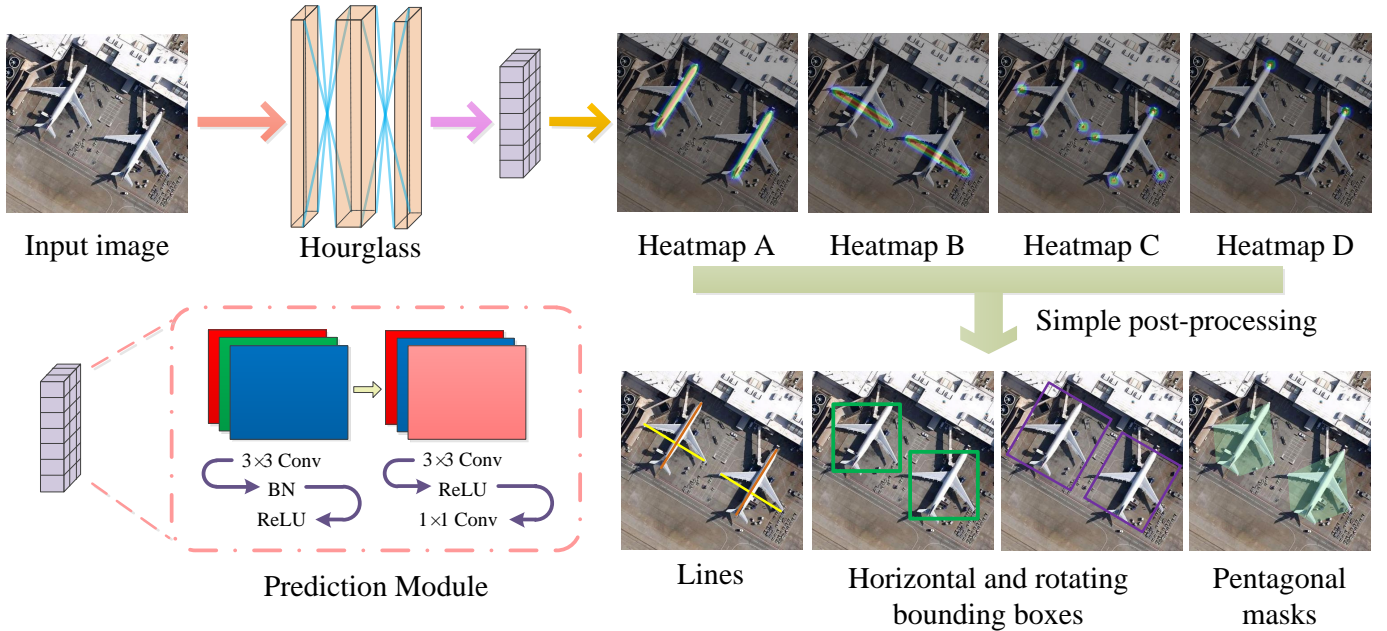 Input image
Hourglass
Heatmap A
Heatmap B
Heatmap C
Heatmap D
Simple post-processing
3×3 Conv
BN
ReLU
3×3 Conv
ReLU
1×1 Conv
Prediction Module
Lines
Horizontal and rotating
bounding boxes
Pentagonal
masks